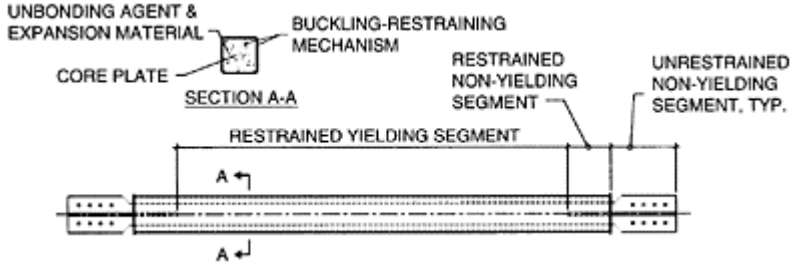 UNBONDING AGENT &
EXPANSION MATERIAL
BUCKLING-RESTRAINING
MECHANISM
CORE PLATE
SECTION A-A
RESTRAINED
NON-YIELDING
SEGMENT
UNRESTRAINED
NON-YIELDING
SEGMENT, TYP.
RESTRAINED YIELDING SEGMENT
A
A